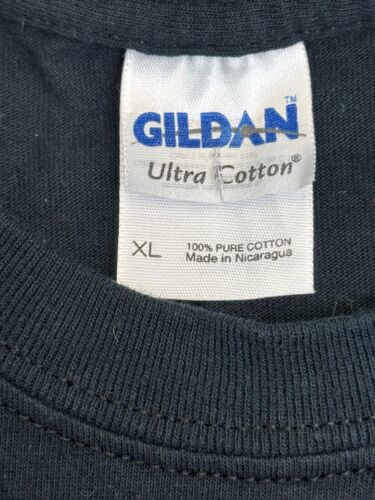 GILDAN™
Ultra Cotton®
XL
100% PURE COTTON
Made in Nicaragua